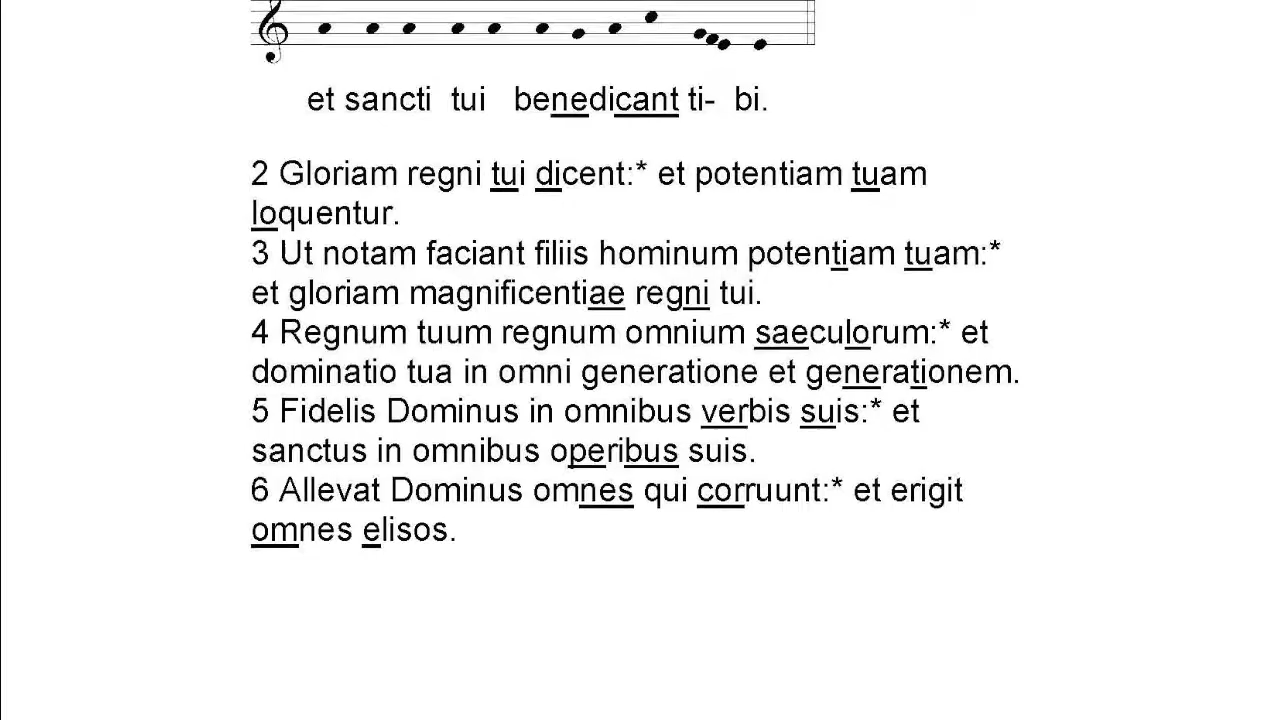 et sancti tui benedicant ti- bi.
2 Gloriam regni tui dicent:* et potentiam tuam
loquentur.
3 Ut notam faciant filiis hominum potentiam tuam:*
et gloriam magnificentiae regni tui.
4 Regnum tuum regnum omnium saeculorum:* et
dominatio tua in omni generatione et generationem.
5 Fidelis Dominus in omnibus verbis suis:* et
sanctus in omnibus operibus suis.
6 Allevat Dominus omnes qui corruunt:* et erigit
omnes elisos.